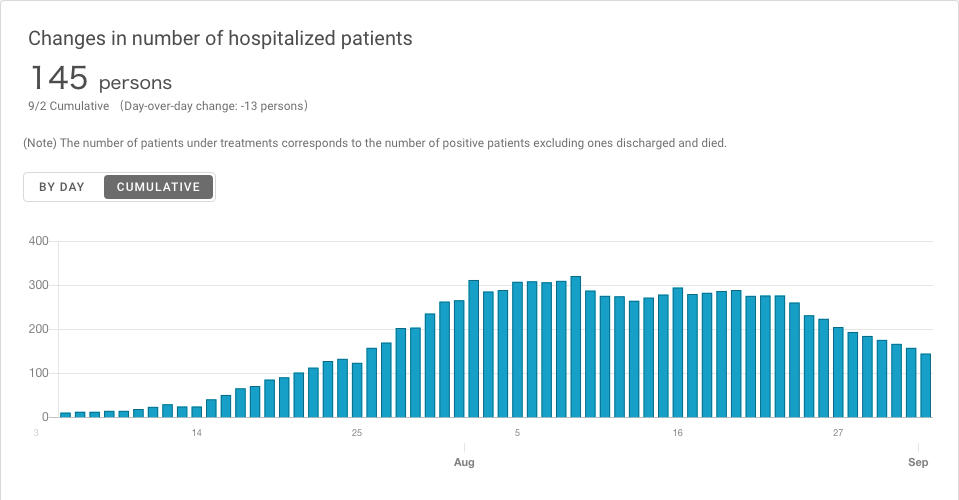 Changes in number of hospitalized patients
145 persons
9/2 Cumulative (Day-over-day change: -13 persons)
(Note) The number of patients under treatments corresponds to the number of positive patients excluding ones discharged and died.
BY DAY CUMULATIVE
400
300
200
100
0
3 14 25 5 16 27
Aug Sep